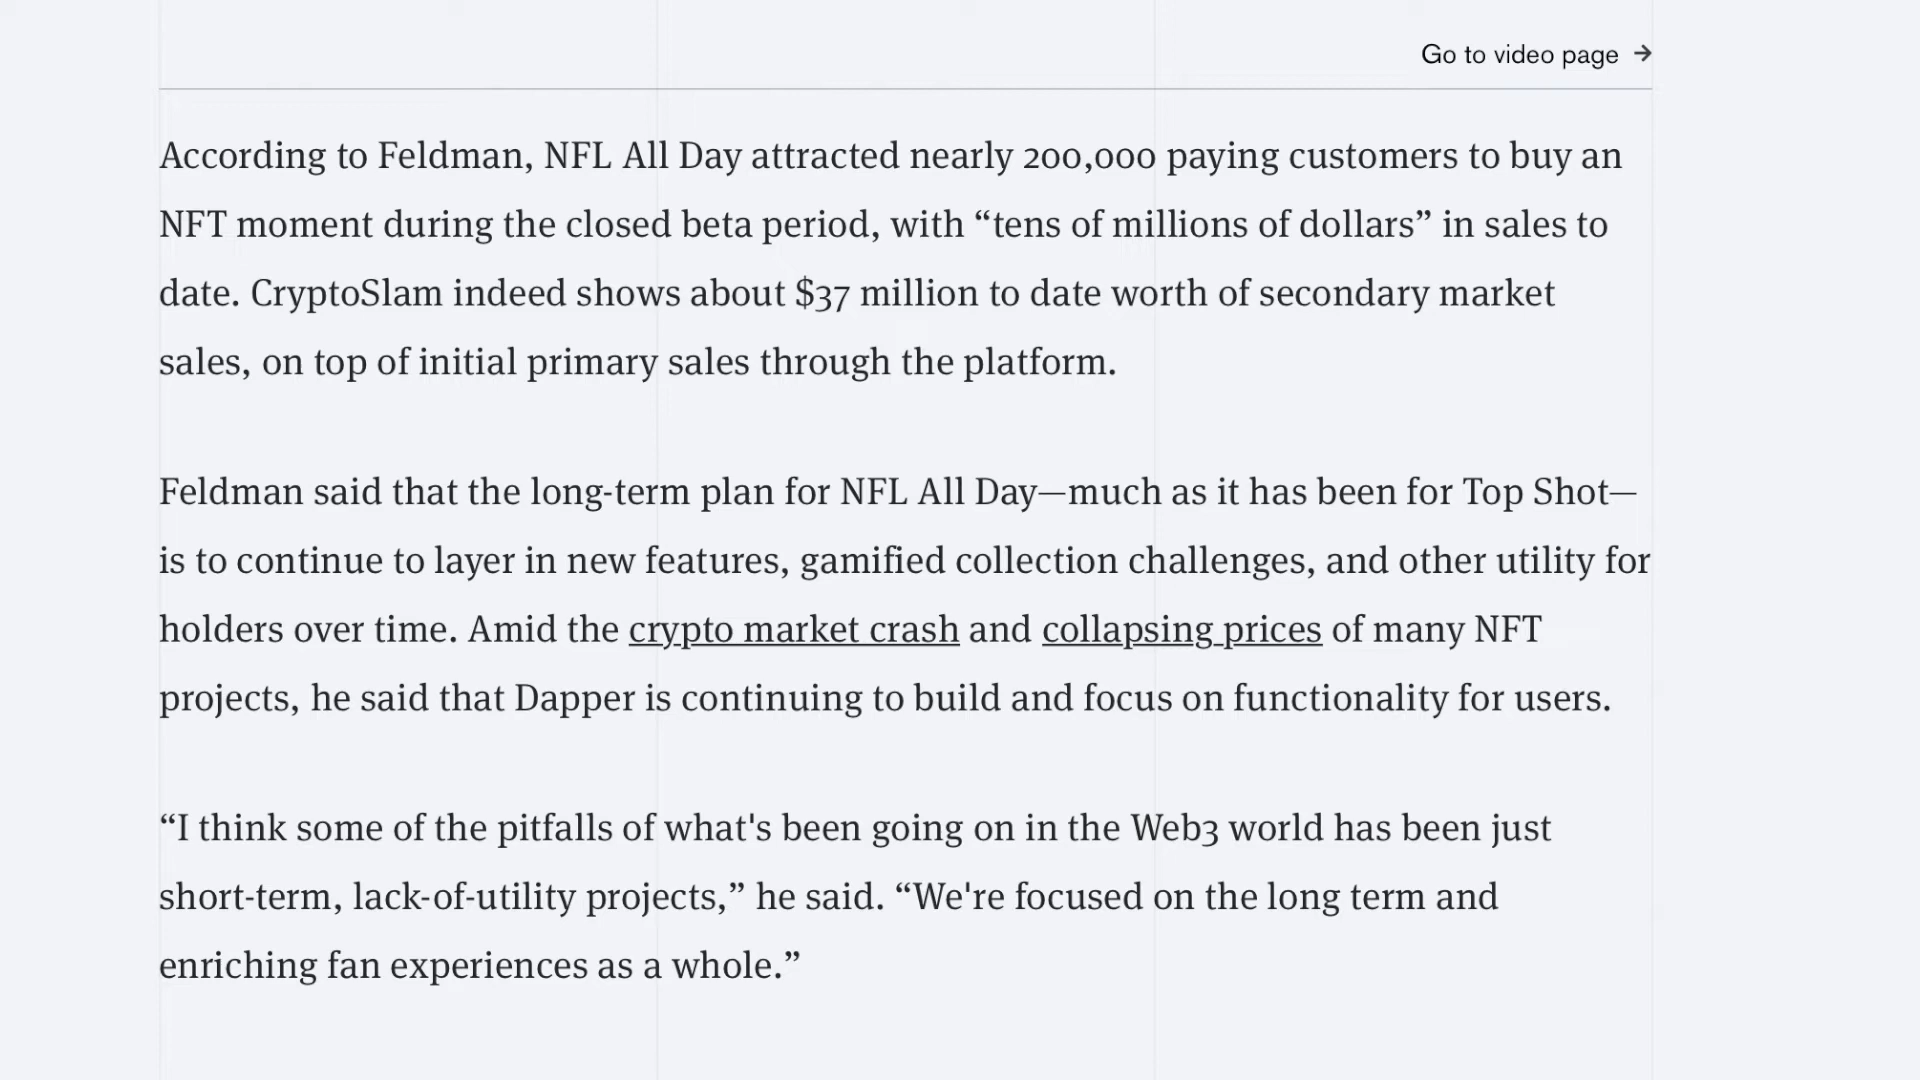 Go to video page →
According to Feldman, NFL All Day attracted nearly 200,000 paying customers to buy an
NFT moment during the closed beta period, with “tens of millions of dollars” in sales to
date. CryptoSlam indeed shows about $37 million to date worth of secondary market
sales, on top of initial primary sales through the platform.
Feldman said that the long-term plan for NFL All Day—much as it has been for Top Shot—
is to continue to layer in new features, gamified collection challenges, and other utility for
holders over time. Amid the crypto market crash and collapsing prices of many NFT
projects, he said that Dapper is continuing to build and focus on functionality for users.
“I think some of the pitfalls of what's been going on in the Web3 world has been just
short-term, lack-of-utility projects,” he said. “We're focused on the long term and
enriching fan experiences as a whole.”